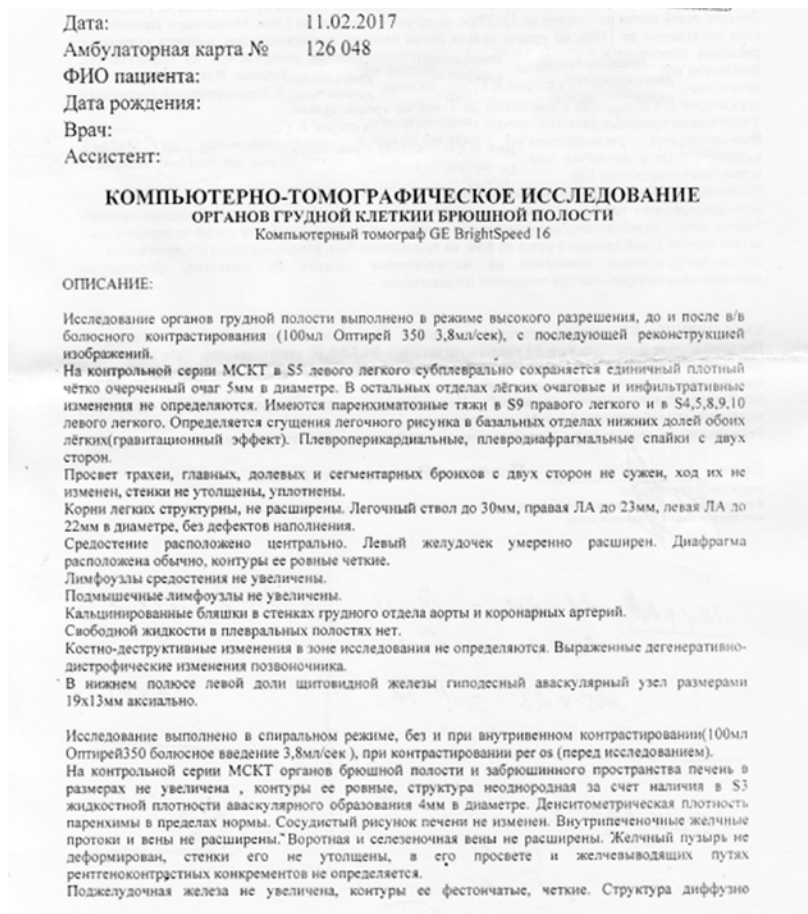 Дата: 11.02.2017
Амбулаторная карта № 126 048
ФИО пациента:
Дата рождения:
Врач:
Ассистент:
КОМПЬЮТЕРНО-ТОМОГРАФИЧЕСКОЕ ИССЛЕДОВАНИЕ
ОРГАНОВ ГРУДНОЙ КЛЕТКИИ БРЮШНОЙ ПОЛОСТИ
Компьютерный томограф GE BrightSpeed 16
ОПИСАНИЕ:
Исследование органов грудной полости выполнено в режиме высокого разрешения, до и после в/в
болюсного контрастирования (100мл Оптирей 350 3,8мл/сек), с последующей реконструкцией
изображений.
На контрольной серии МСКТ в S5 левого легкого субплеврально сохраняется единичный плотный
чётко очерченный очаг 5мм в диаметре. В остальных отделах лёгких очаговые и инфильтративные
изменения не определяются. Имеются паренхиматозные тяжи в S9 правого легкого и в S4,5,8,9,10
левого легкого. Определяется сгущения легочного рисунка в базальных отделах нижних долей обоих
лёгких(гравитационный эффект). Плевроперикардиальные, плевродиафрагмальные спайки с двух
сторон.
Просвет трахеи, главных, долевых и сегментарных бронхов с двух сторон не сужен, ход их не
изменен, стенки не утолщены, уплотнены.
Корни легких структурны, не расширены. Легочный ствол до 30мм, правая ЛА до 23мм, левая ЛА до
22мм в диаметре, без дефектов наполнения.
Средостение расположено центрально. Левый желудочек умеренно расширен. Диафрагма
расположена обычно, контуры ее ровные четкие.
Лимфоузлы средостения не увеличены.
Подмышечные лимфоузлы не увеличены.
Кальцинированные бляшки в стенках грудного отдела аорты и коронарных артерий.
Свободной жидкости в плевральных полостях нет.
Костно-деструктивные изменения в зоне исследования не определяются. Выраженные дегенеративно-
дистрофические изменения позвоночника.
В нижнем полюсе левой доли щитовидной железы гиподесный аваскулярный узел размерами
19х13мм аксиально.
Исследование выполнено в спиральном режиме, без и при внутривенном контрастировании(100мл
Оптирей350 болюсное введение 3,8мл/сек ), при контрастировании per os (перед исследованием).
На контрольной серии МСКТ органов брюшной полости и забрюшинного пространства печень в
размерах не увеличена , контуры ее ровные, структура неоднородная за счет наличия в S3
жидкостной плотности аваскулярного образования 4мм в диаметре. Денситометрическая плотность
паренхимы в пределах нормы. Сосудистый рисунок печени не изменен. Внутрипеченочные желчные
протоки и вены не расширены. Воротная и селезеночная вены не расширены. Желчный пузырь не
деформирован, стенки его не утолщены, в его просвете и желчевыводящих путях
рентгеноконтрастных конкрементов не определяется.
Поджелудочная железа не увеличена, контуры ее фестончатые, четкие. Структура диффузно